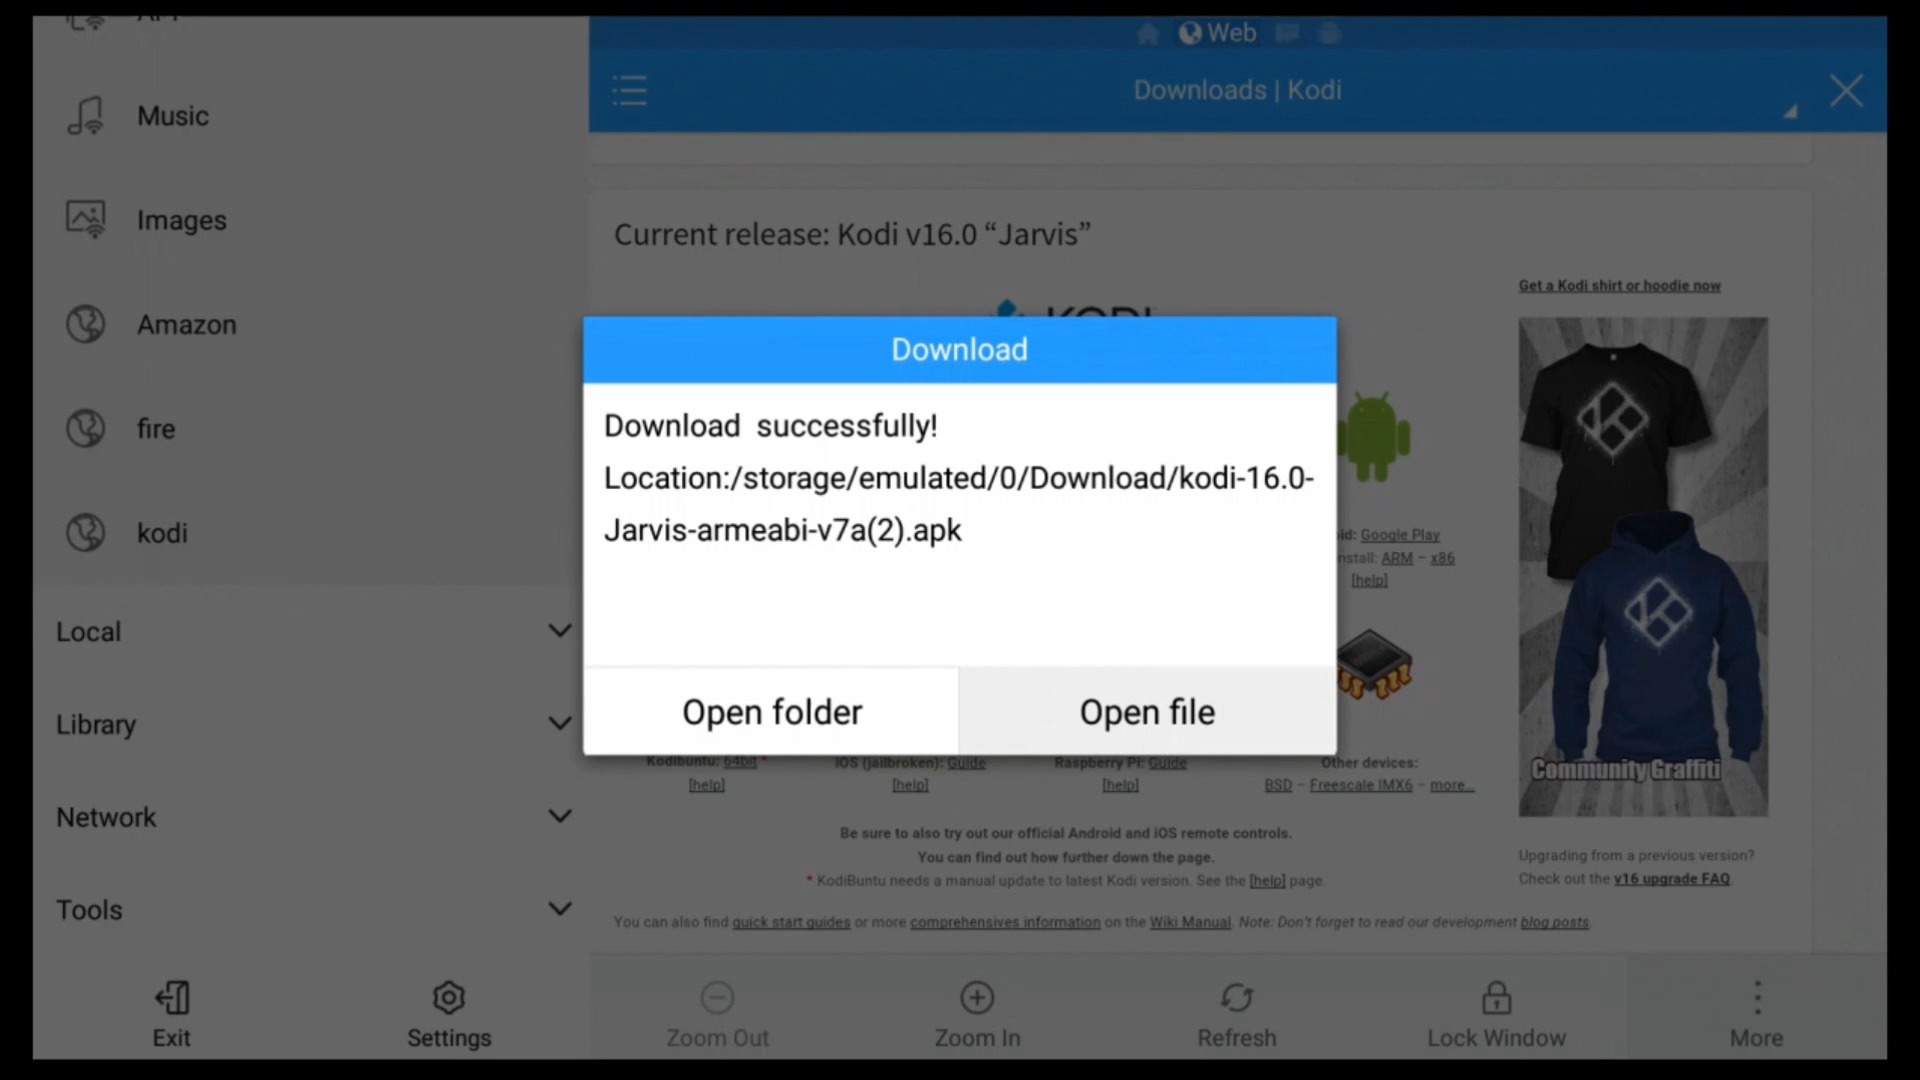 Music
Images
Amazon
fire
kodi
Local
Library
Network
Tools
Exit
Settings
Web
Downloads | Kodi
Current release: Kodi v16.0 “Jarvis”
KODI
Get a Kodi shirt or hoodie now
Download
Download  successfully!
Location:/storage/emulated/0/Download/kodi-16.0-
Jarvis-armeabi-v7a(2).apk
Open folder
Open file
Google Play
ARM – x86
[help]
Community Graffiti
Kodibuntu: 64bit *
[help]
iOS (jailbroken): Guide
[help]
Raspberry Pi: Guide
[help]
Other devices:
BSD – Freescale IMX6 – more...
Be sure to also try out our official Android and iOS remote controls.
You can find out how further down the page.
* KodiBuntu needs a manual update to latest Kodi version. See the [help] page.
Upgrading from a previous version?
Check out the v16 upgrade FAQ.
You can also find quick start guides or more comprehensives information on the Wiki Manual. Note: Don't forget to read our development blog posts.
Zoom Out
Zoom In
Refresh
Lock Window
More